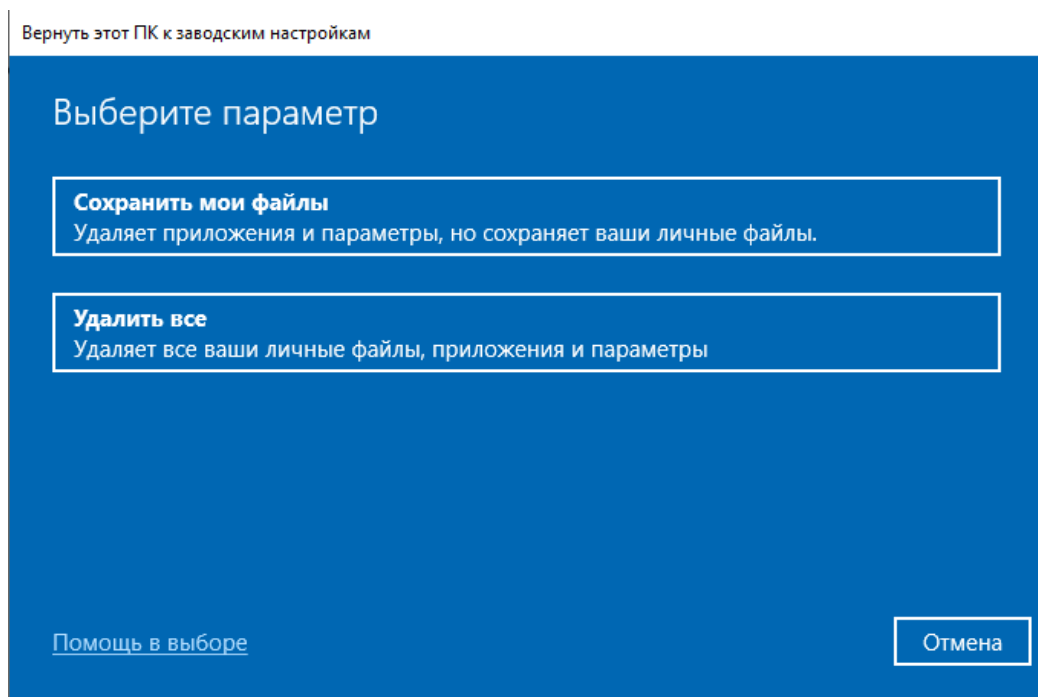 Вернуть этот ПК к заводским настройкам
Выберите параметр
Сохранить мои файлы
Удаляет приложения и параметры, но сохраняет ваши личные файлы.
Удалить все
Удаляет все ваши личные файлы, приложения и параметры
Помощь в выборе
Отмена